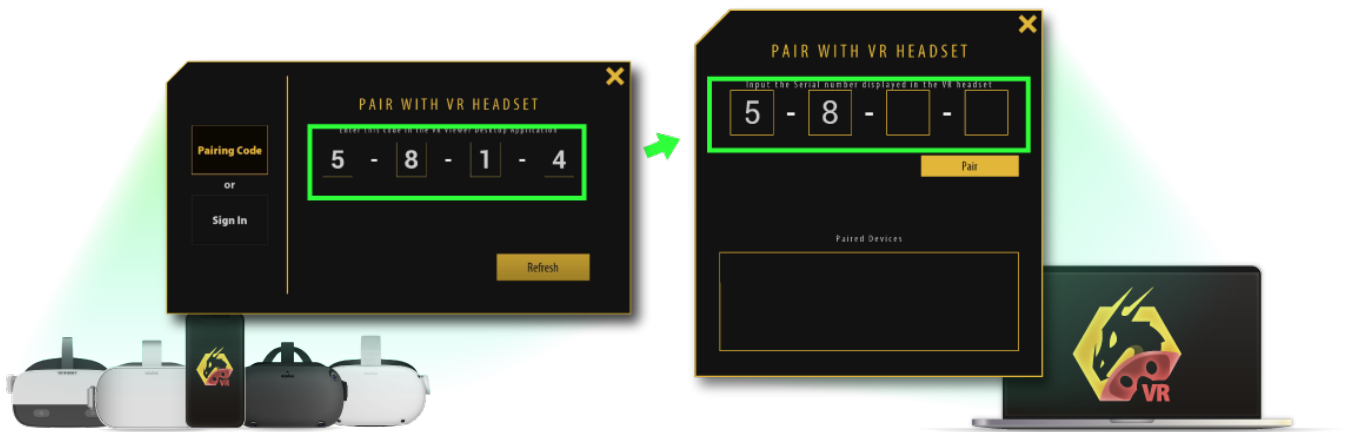 PAIR WITH VR HEADSET
Enter this code in the VR Viewer Desktop Application
5 - 8 - 1 - 4
Pairing Code
or
Sign In
Refresh
PAIR WITH VR HEADSET
Input the Serial number displayed in the VR headset
5 - 8 - -
Pair
Paired Devices
VR
VR